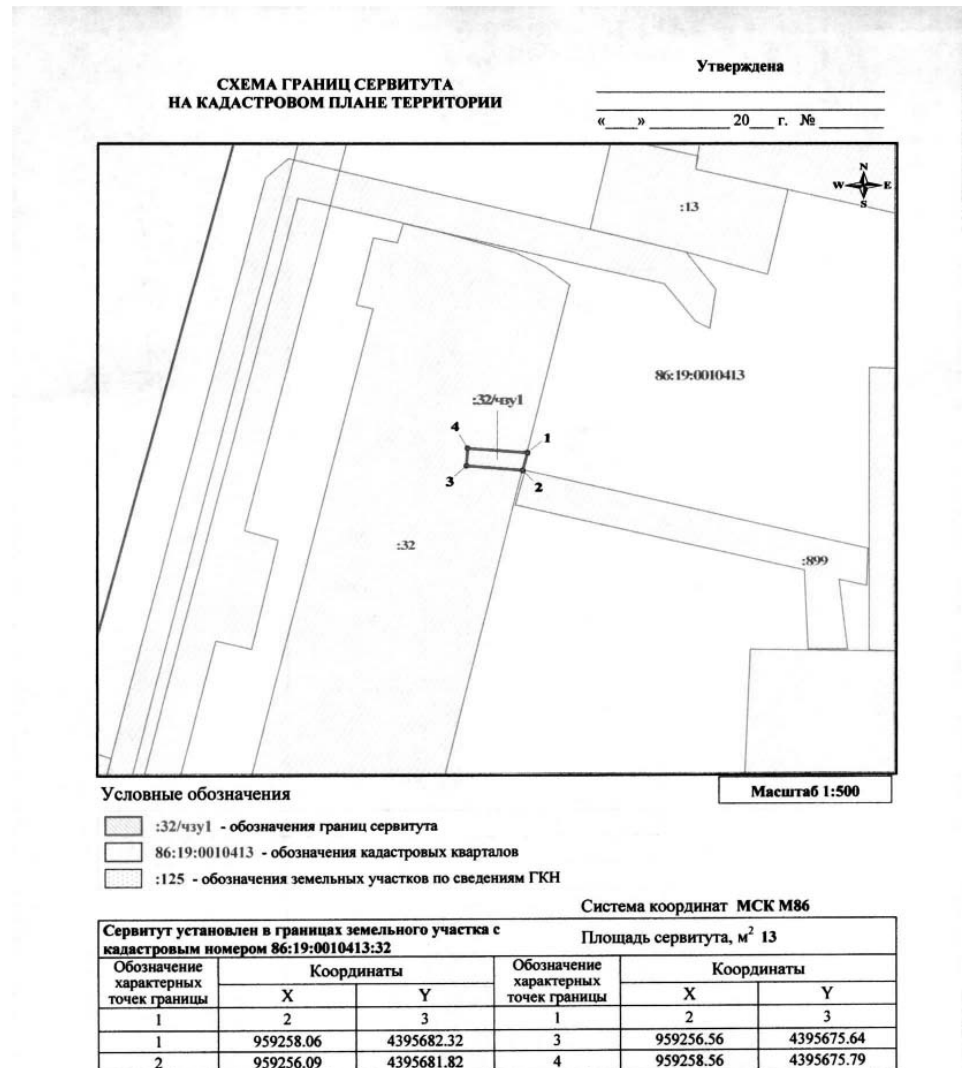 Утверждена
СХЕМА ГРАНИЦ СЕРВИТУТА
НА КАДАСТРОВОМ ПЛАНЕ ТЕРРИТОРИИ
«____» __________ 20___ г. № ________
N
W E
S
:13
86:19:0010413
:32/чзу1
4
1
3
2
:32
:899
Условные обозначения
Масштаб 1:500
:32/чзу1 - обозначения границ сервитута
86:19:0010413 - обозначения кадастровых кварталов
:125 - обозначения земельных участков по сведениям ГКН
Система координат МСК М86
Сервитут установлен в границах земельного участка с
кадастровым номером 86:19:0010413:32
Площадь сервитута, м² 13
Обозначение характерных точек границы Координаты Обозначение характерных точек границы Координаты
X Y X Y
1 2 3 1 2 3
1 959258.06 4395682.32 3 959256.56 4395675.64
2 959256.09 4395681.82 4 959258.56 4395675.79